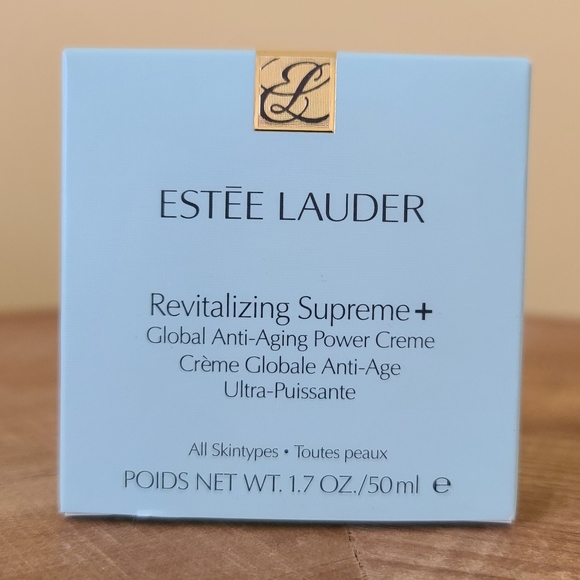 EL
ESTĒE LAUDER
Revitalizing Supreme+
Global Anti-Aging Power Creme
Crème Globale Anti-Age
Ultra-Puissante
All Skintypes • Toutes peaux
POIDS NET WT. 1.7 OZ./50 ml ℮